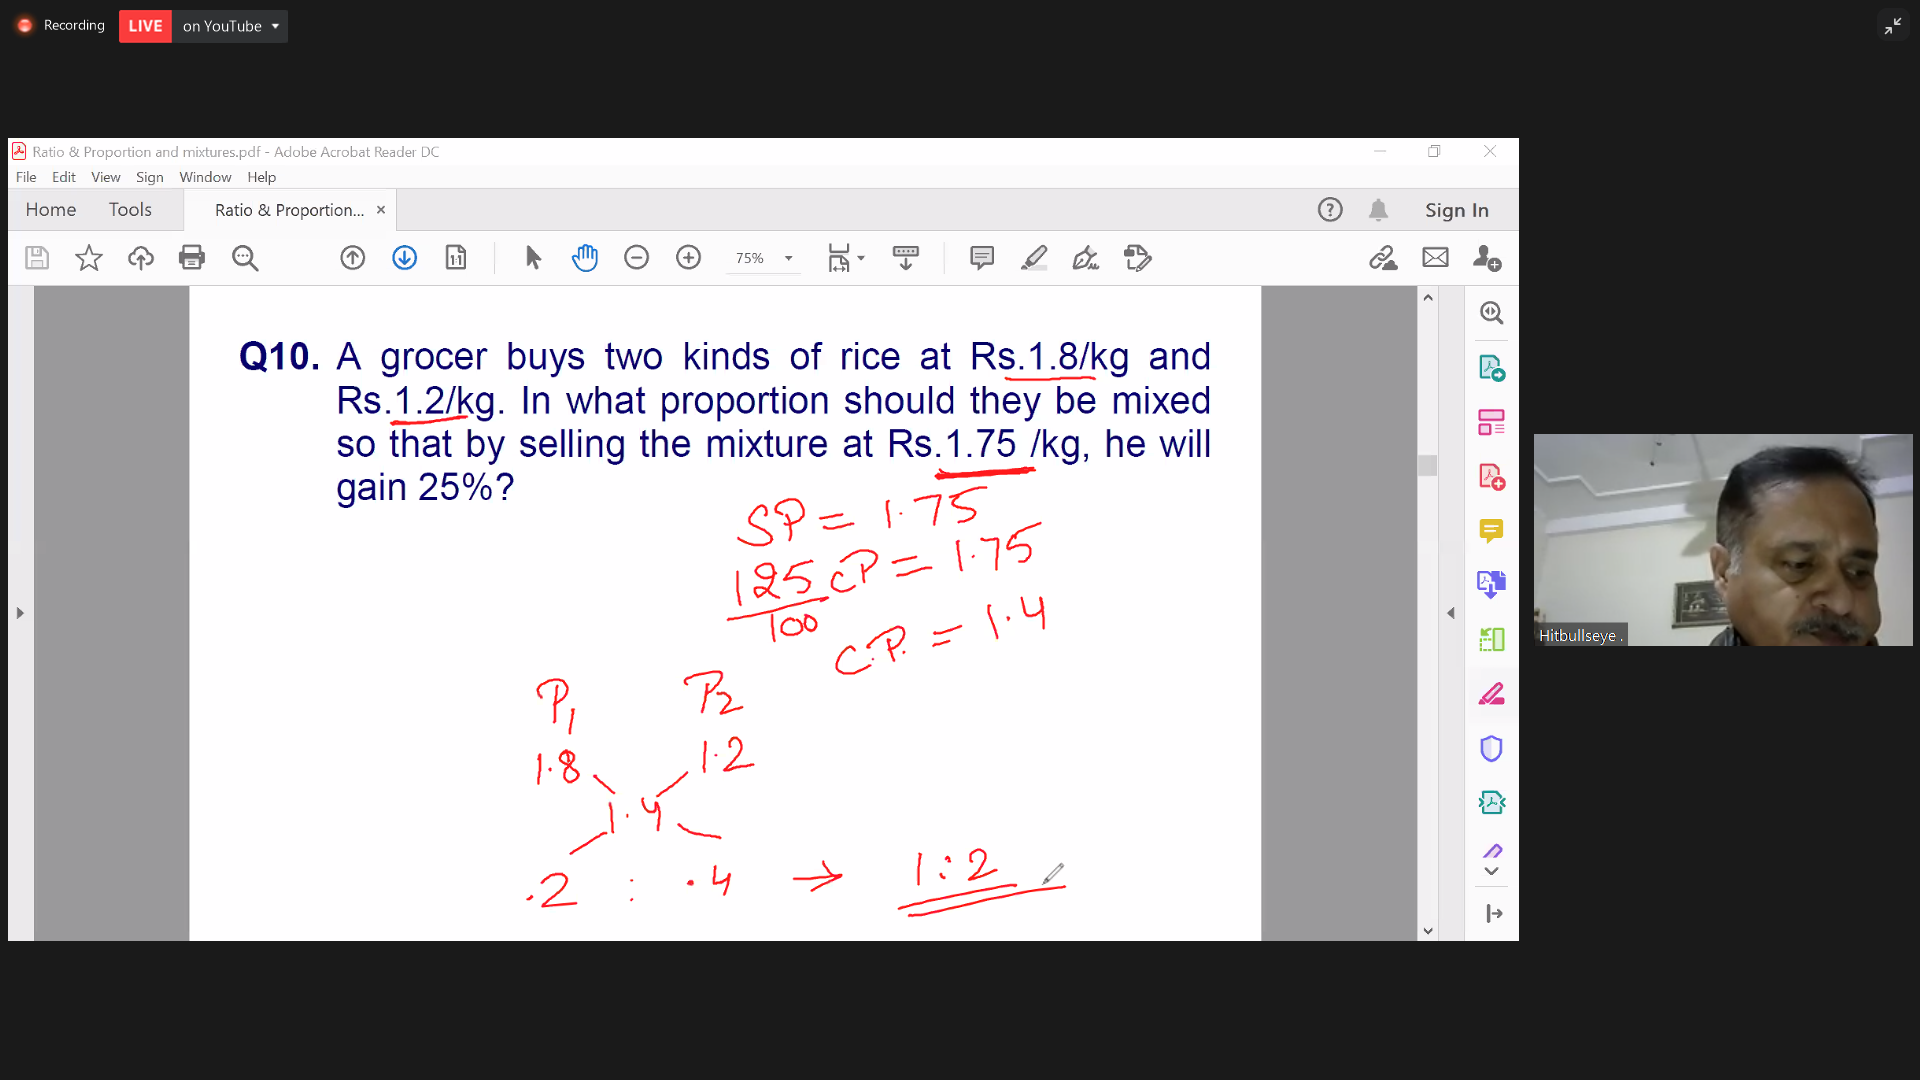 Recording LIVE on YouTube
Ratio & Proportion and mixtures.pdf - Adobe Acrobat Reader DC
File Edit View Sign Window Help
Home Tools Ratio & Proportion... × Sign In
1:1 75%
Q10. A grocer buys two kinds of rice at Rs.1.8/kg and
Rs.1.2/kg. In what proportion should they be mixed
so that by selling the mixture at Rs.1.75 /kg, he will
gain 25%?
SP = 1.75
125/100 CP = 1.75
C.P. = 1.4
P1 P2
1.8 1.2
1.4
.2 : .4 → 1:2
Hitbullseye .